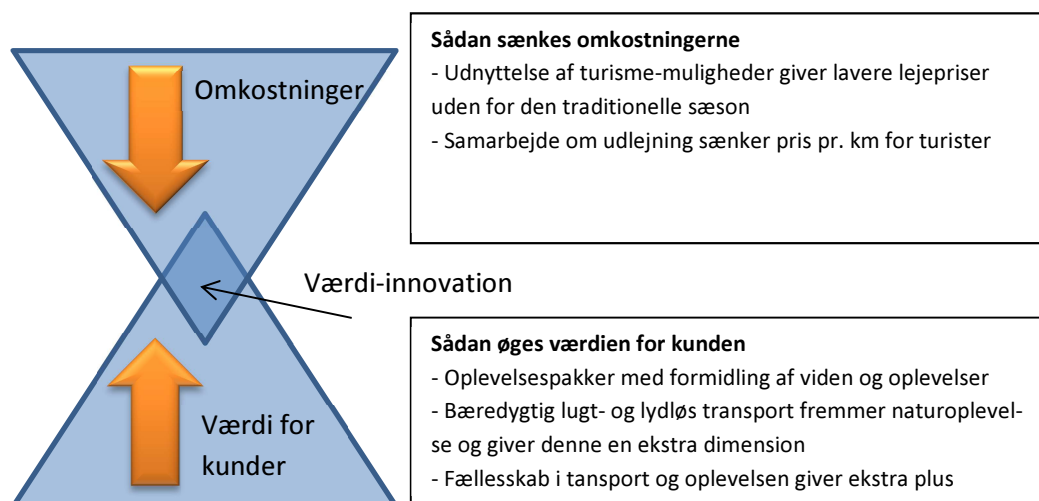 Omkostninger
Sådan sænkes omkostningerne
- Udnyttelse af turisme-muligheder giver lavere lejepriser
uden for den traditionelle sæson
- Samarbejde om udlejning sænker pris pr. km for turister
Værdi-innovation
Værdi for
kunder
Sådan øges værdien for kunden
- Oplevelsespakker med formidling af viden og oplevelser
- Bæredygtig lugt- og lydløs transport fremmer naturoplevel-
se og giver denne en ekstra dimension
- Fællesskab i tansport og oplevelsen giver ekstra plus